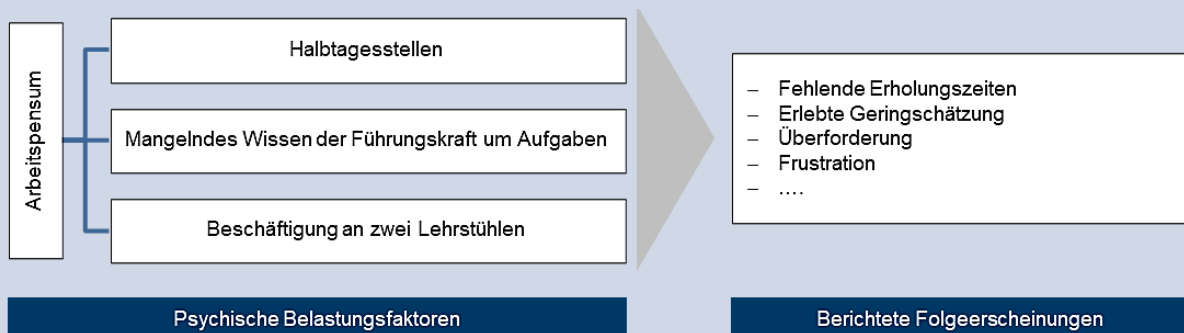 Arbeitspensum
Halbtagesstellen
Mangelndes Wissen der Führungskraft um Aufgaben
Beschäftigung an zwei Lehrstühlen
Psychische Belastungsfaktoren
– Fehlende Erholungszeiten
– Erlebte Geringschätzung
– Überforderung
– Frustration
– ....
Berichtete Folgeerscheinungen